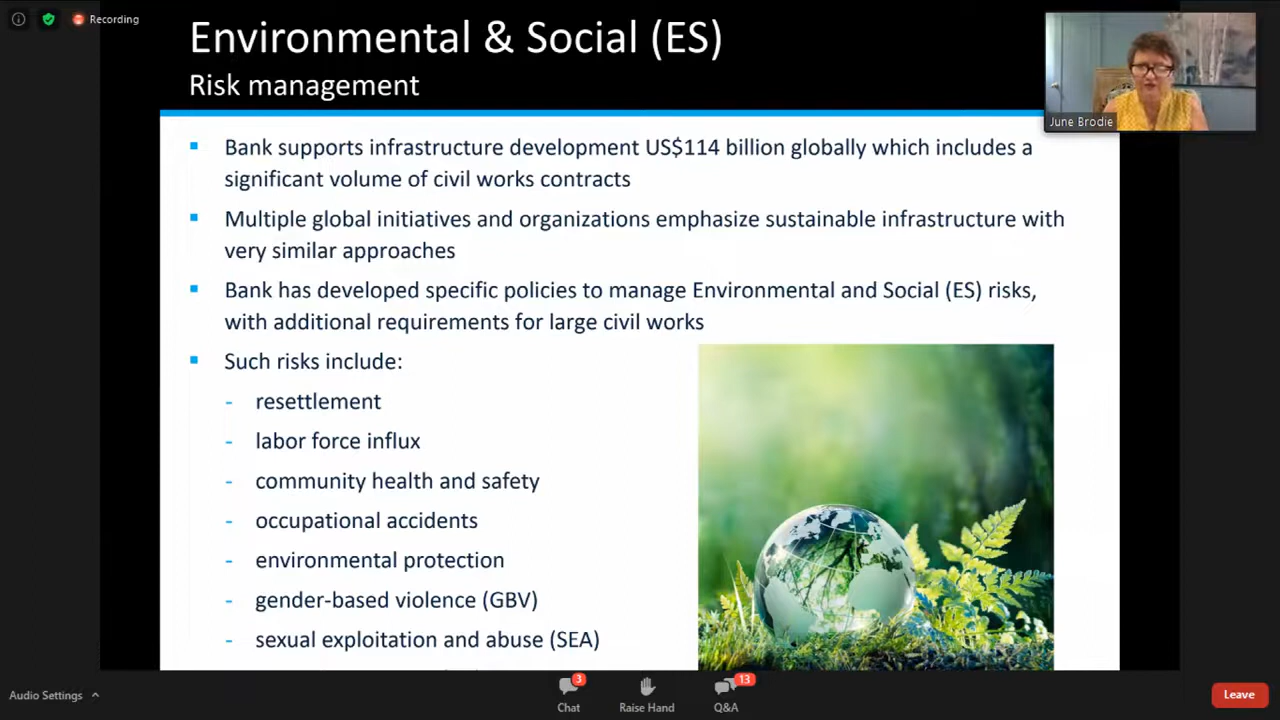 Recording
Environmental & Social (ES)
Risk management
June Brodie
▪ Bank supports infrastructure development US$114 billion globally which includes a
significant volume of civil works contracts
▪ Multiple global initiatives and organizations emphasize sustainable infrastructure with
very similar approaches
▪ Bank has developed specific policies to manage Environmental and Social (ES) risks,
with additional requirements for large civil works
▪ Such risks include:
- resettlement
- labor force influx
- community health and safety
- occupational accidents
- environmental protection
- gender-based violence (GBV)
- sexual exploitation and abuse (SEA)
Audio Settings
3
Chat
Raise Hand
13
Q&A
Leave